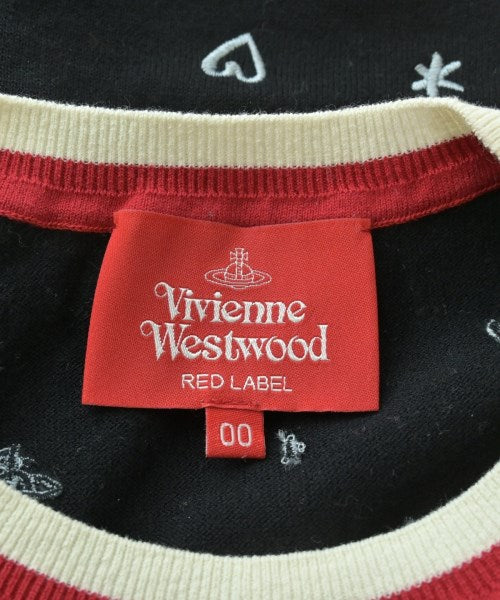 Vivienne
Westwood
RED LABEL
00